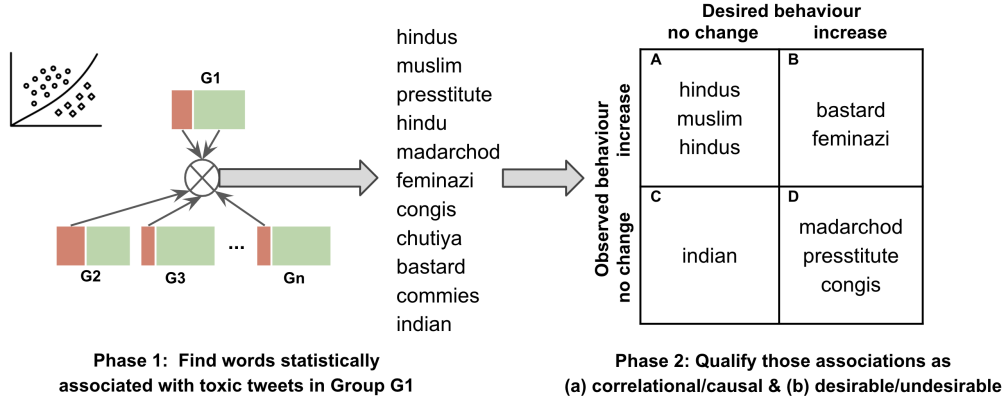 G1
G2
G3
...
Gn
Phase 1: Find words statistically
associated with toxic tweets in Group G1
hindus
muslim
presstitute
hindu
madarchod
feminazi
congis
chutiya
bastard
commies
indian
Desired behaviour
no change
increase
Observed behaviour
increase
no change
A
hindus
muslim
hindus
B
bastard
feminazi
C
indian
D
madarchod
presstitute
congis
Phase 2: Qualify those associations as
(a) correlational/causal & (b) desirable/undesirable